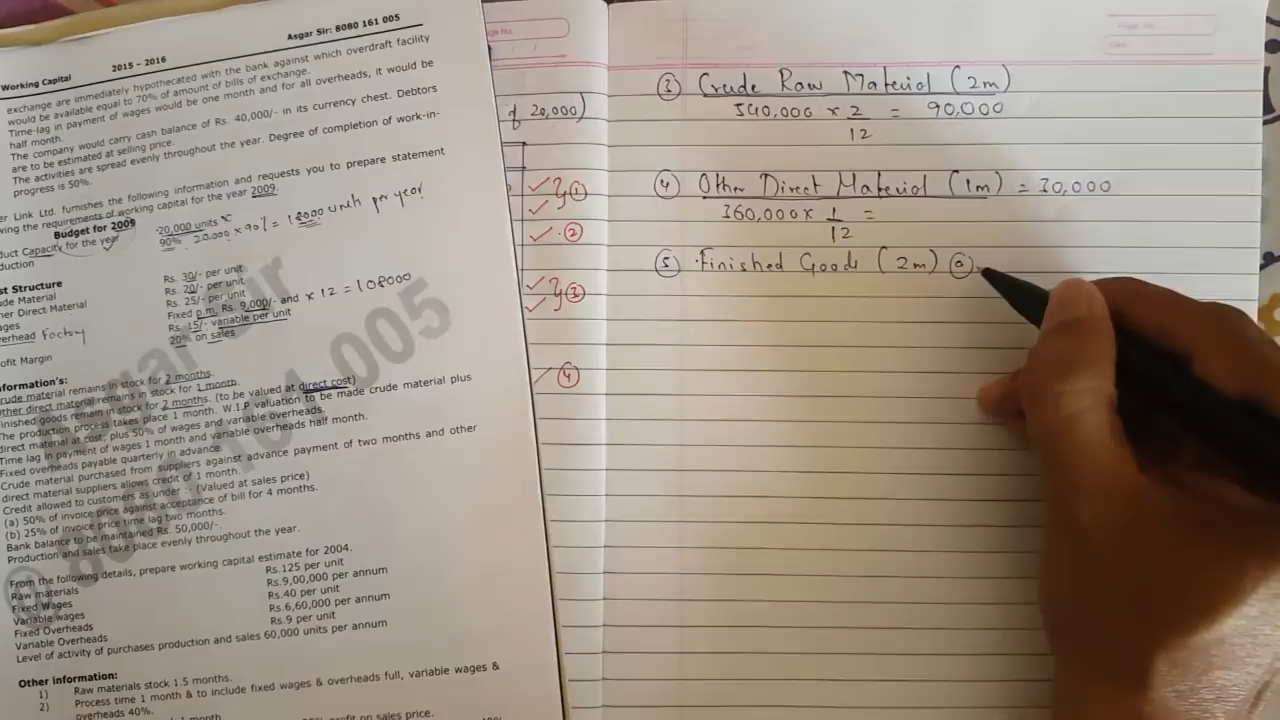 Working Capital
2015 - 2016
Asgar Sir: 8080 161 005
exchange are immediately hypothecated with the bank against which overdraft facility
would be available equal to 70% of amount of bills of exchange.
Time-lag in payment of wages would be one month and for all overheads, it would be
half month.
The company would carry cash balance of Rs. 40,000/- in its currency chest. Debtors
are to be estimated at selling price.
The activities are spread evenly throughout the year. Degree of completion of work-in-
progress is 50%.
er Link Ltd. furnishes the following information and requests you to prepare statement
ving the requirements of working capital for the year 2009.
Budget for 2009
duct Capacity for the year 20,000 units
duction 90% 20.000 x 90% = 18000 units per year
st Structure
de Material Rs. 30/- per unit
her Direct Material Rs. 20/- per unit
ages Rs. 25/- per unit
erhead Factory Fixed p.m. Rs. 9,000/- and x 12 = 108000
Rs. 15/- variable per unit
ofit Margin 20% on sales
nformation's:
rude material remains in stock for 2 months.
ther direct material remains in stock for 1 month.
inished goods remain in stock for 2 months. (to be valued at direct cost)
The production process takes place 1 month. W.I.P valuation to be made crude material plus
direct material at cost, plus 50% of wages and variable overheads.
Time lag in payment of wages 1 month and variable overheads half month.
Fixed overheads payable quarterly in advance.
Crude material purchased from suppliers against advance payment of two months and other
direct material suppliers allows credit of 1 month.
Credit allowed to customers as under :- (Valued at sales price)
(a) 50% of invoice price against acceptance of bill for 4 months.
(b) 25% of invoice price time lag two months.
Bank balance to be maintained Rs. 50,000/-.
Production and sales take place evenly throughout the year.
From the following details, prepare working capital estimate for 2004.
Raw materials Rs.125 per unit
Fixed Wages Rs.9,00,000 per annum
Variable wages Rs.40 per unit
Fixed Overheads Rs.6,60,000 per annum
Variable Overheads Rs.9 per unit
Level of activity of purchases production and sales 60,000 units per annum
Other information:
1) Raw materials stock 1.5 months.
2) Process time 1 month & to include fixed wages & overheads full, variable wages &
overheads 40%.
of 20,000)
1
2
3
4
3 Crude Raw Material (2m)
540,000 x 2 = 90,000
12
4 Other Direct Material (1m) = 30,000
360,000 x 1 =
12
5 Finished Goods (2m) @